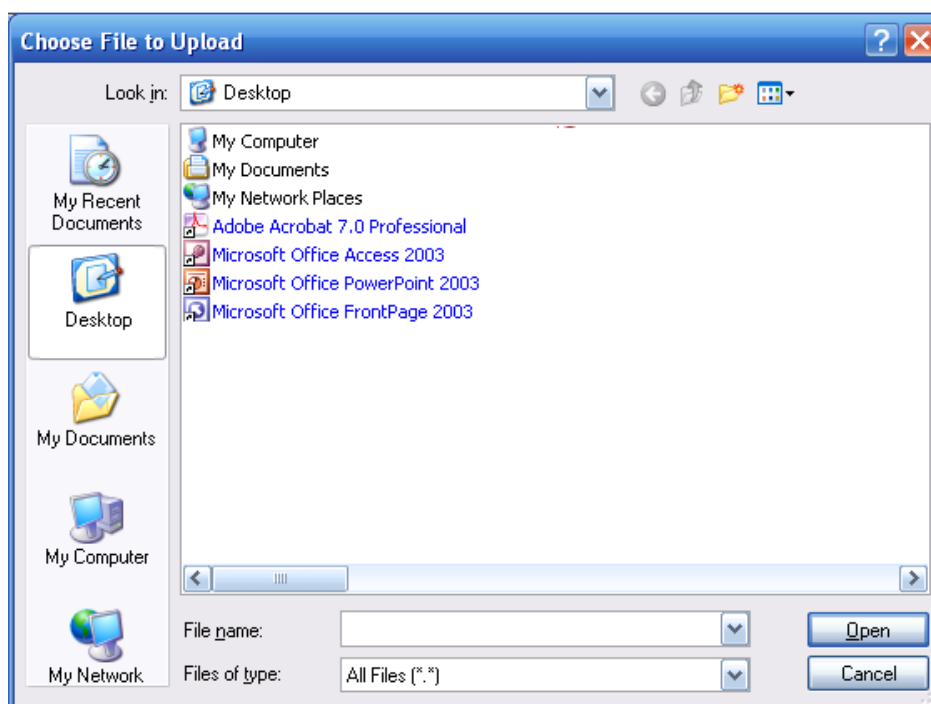 Choose File to Upload
?
Look in:
Desktop
My Recent
Documents
Desktop
My Documents
My Computer
My Network
My Computer
My Documents
My Network Places
Adobe Acrobat 7.0 Professional
Microsoft Office Access 2003
Microsoft Office PowerPoint 2003
Microsoft Office FrontPage 2003
File name:
Open
Files of type:
All Files (*.*)
Cancel